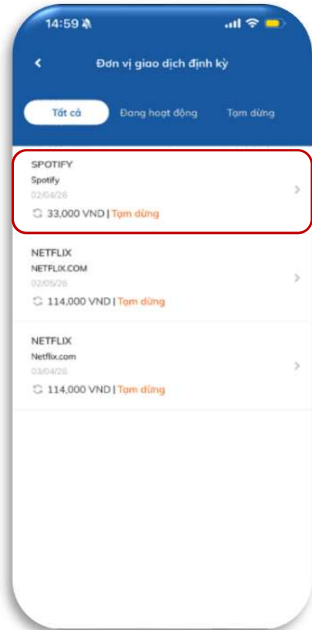 14:59
Đơn vị giao dịch định kỳ
Tất cả Đang hoạt động Tạm dừng
SPOTIFY
Spotify
02/04/26
33,000 VND | Tạm dừng
NETFLIX
NETFLIX.COM
02/05/26
114,000 VND | Tạm dừng
NETFLIX
Netflix.com
03/04/26
114,000 VND | Tạm dừng